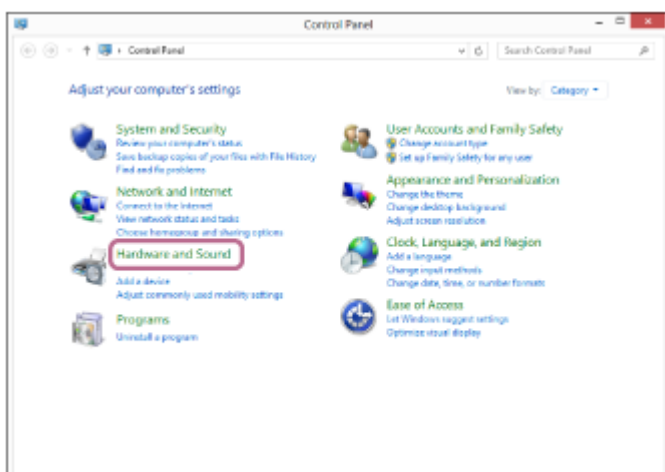 Control Panel
Control Panel
Search Control Panel
Adjust your computer's settings
View by: Category
System and Security
Review your computer's status
Save backup copies of your files with File History
Find and fix problems
Network and Internet
Connect to the Internet
View network status and tasks
Choose homegroup and sharing options
Hardware and Sound
Add a device
Adjust commonly used mobility settings
Programs
Uninstall a program
User Accounts and Family Safety
Change account type
Set up Family Safety for any user
Appearance and Personalization
Change the theme
Change desktop background
Adjust screen resolution
Clock, Language, and Region
Add a language
Change input methods
Change date, time, or number formats
Ease of Access
Let Windows suggest settings
Optimize visual display